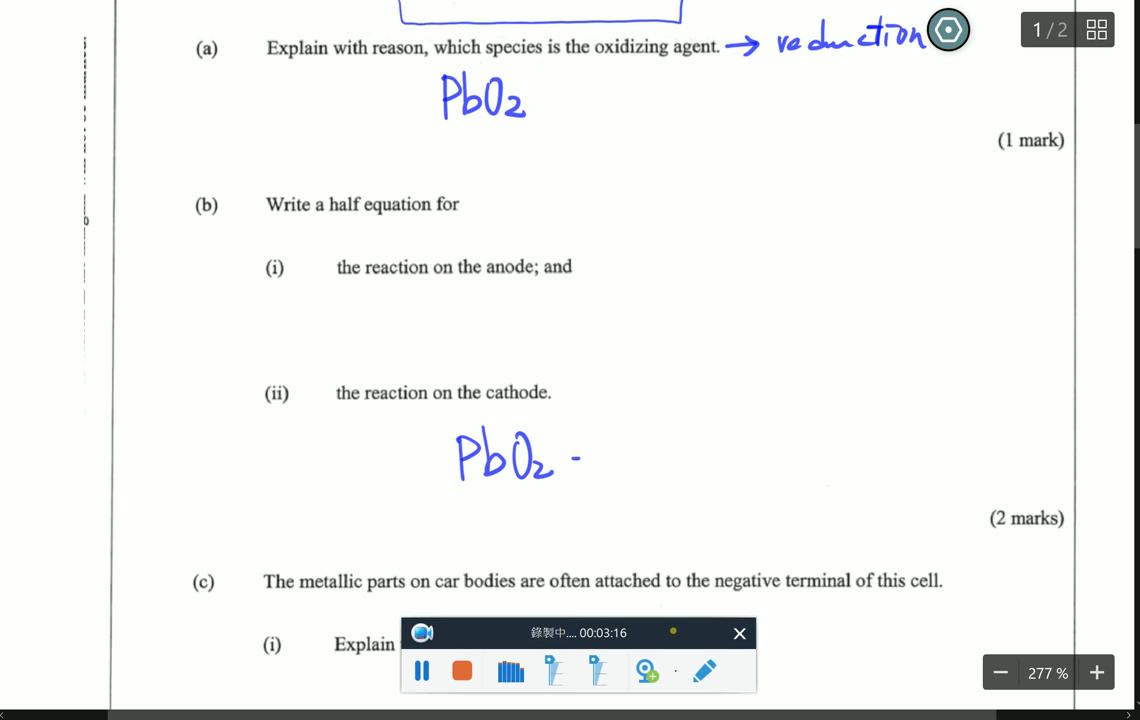 (a) Explain with reason, which species is the oxidizing agent. → reduction
1 / 2
PbO2
(1 mark)
(b) Write a half equation for
(i) the reaction on the anode; and
(ii) the reaction on the cathode.
PbO2 -
(2 marks)
(c) The metallic parts on car bodies are often attached to the negative terminal of this cell.
錄製中.... 00:03:16
(i) Explain
277 %